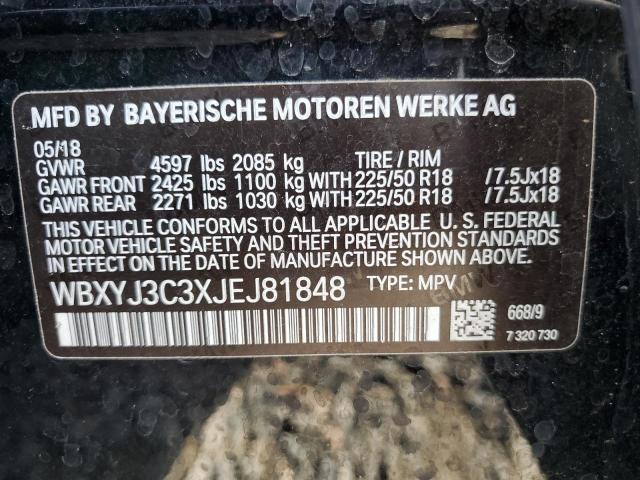 MFD BY BAYERISCHE MOTOREN WERKE AG
05/18
GVWR 4597 lbs 2085 kg TIRE / RIM
GAWR FRONT 2425 lbs 1100 kg WITH 225/50 R18 /7.5Jx18
GAWR REAR 2271 lbs 1030 kg WITH 225/50 R18 /7.5Jx18
THIS VEHICLE CONFORMS TO ALL APPLICABLE U. S. FEDERAL
MOTOR VEHICLE SAFETY AND THEFT PREVENTION STANDARDS
IN EFFECT ON THE DATE OF MANUFACTURE SHOWN ABOVE.
WBXYJ3C3XJEJ81848 TYPE: MPV
668/9
7 320 730